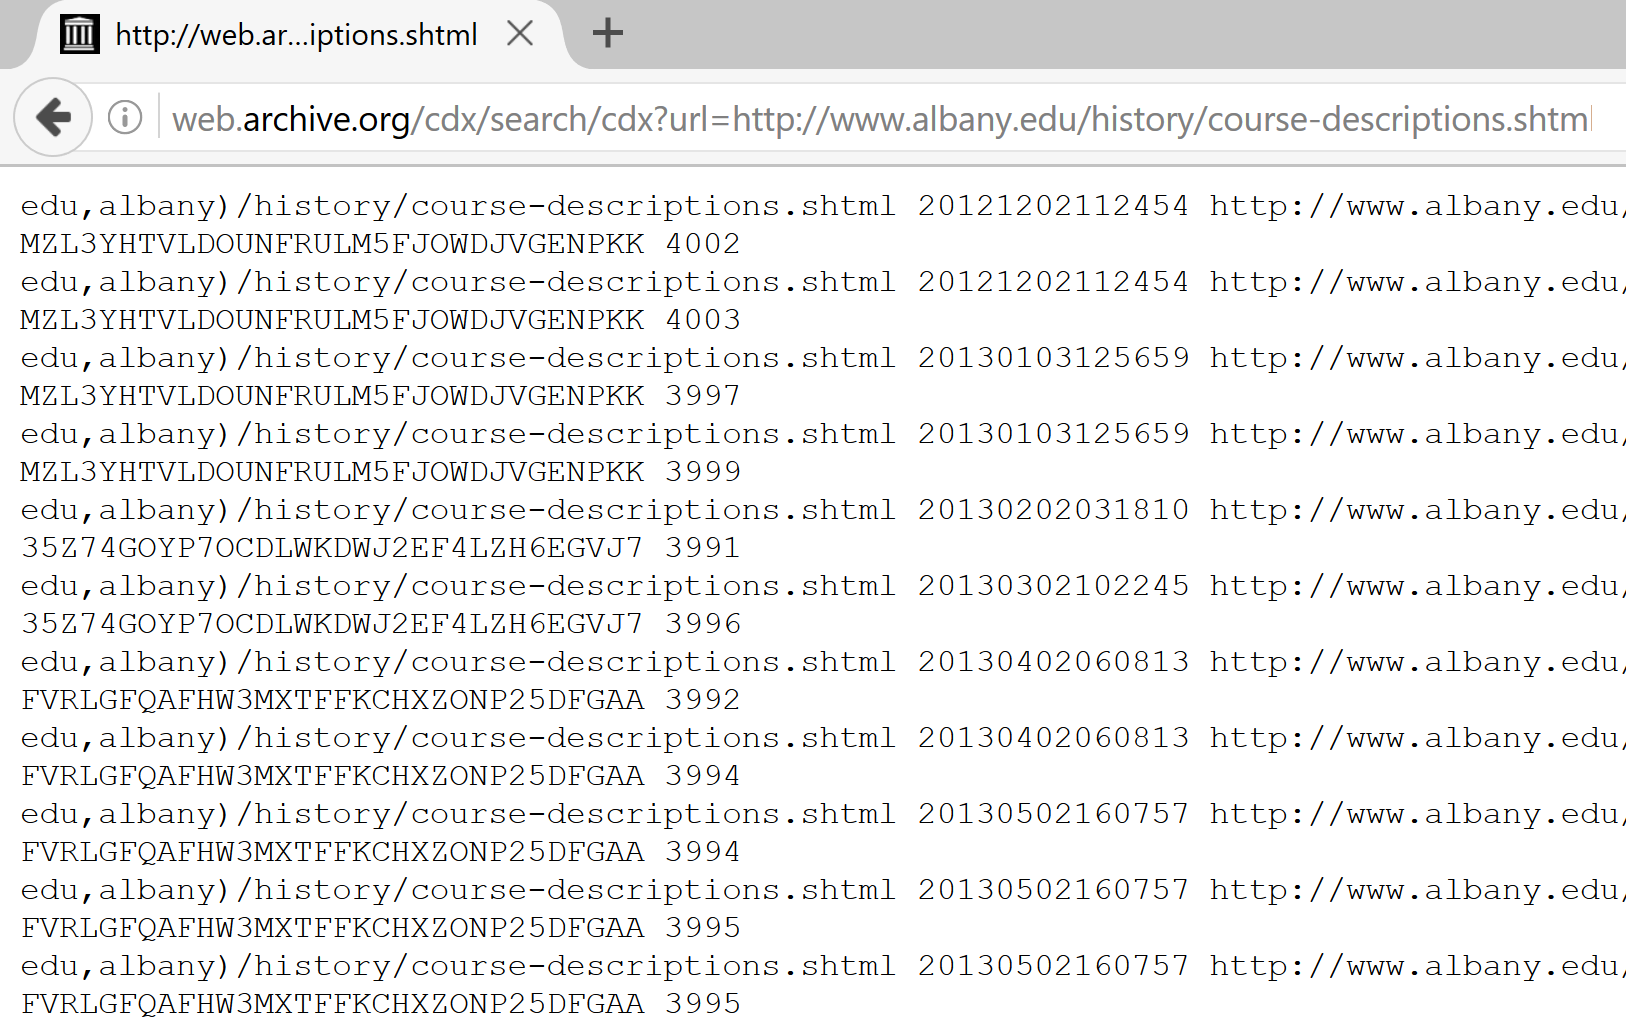 http://web.ar...iptions.shtml
web.archive.org/cdx/search/cdx?url=http://www.albany.edu/history/course-descriptions.shtml
edu,albany)/history/course-descriptions.shtml 20121202112454 http://www.albany.edu/
MZL3YHTVLDOUNFRULM5FJOWDJVGENPKK 4002
edu,albany)/history/course-descriptions.shtml 20121202112454 http://www.albany.edu/
MZL3YHTVLDOUNFRULM5FJOWDJVGENPKK 4003
edu,albany)/history/course-descriptions.shtml 20130103125659 http://www.albany.edu/
MZL3YHTVLDOUNFRULM5FJOWDJVGENPKK 3997
edu,albany)/history/course-descriptions.shtml 20130103125659 http://www.albany.edu/
MZL3YHTVLDOUNFRULM5FJOWDJVGENPKK 3999
edu,albany)/history/course-descriptions.shtml 20130202031810 http://www.albany.edu/
35Z74GOYP7OCDLWKDWJ2EF4LZH6EGVJ7 3991
edu,albany)/history/course-descriptions.shtml 20130302102245 http://www.albany.edu/
35Z74GOYP7OCDLWKDWJ2EF4LZH6EGVJ7 3996
edu,albany)/history/course-descriptions.shtml 20130402060813 http://www.albany.edu/
FVRLGFQAFHW3MXTFFKCHXZONP25DFGAA 3992
edu,albany)/history/course-descriptions.shtml 20130402060813 http://www.albany.edu/
FVRLGFQAFHW3MXTFFKCHXZONP25DFGAA 3994
edu,albany)/history/course-descriptions.shtml 20130502160757 http://www.albany.edu/
FVRLGFQAFHW3MXTFFKCHXZONP25DFGAA 3994
edu,albany)/history/course-descriptions.shtml 20130502160757 http://www.albany.edu/
FVRLGFQAFHW3MXTFFKCHXZONP25DFGAA 3995
edu,albany)/history/course-descriptions.shtml 20130502160757 http://www.albany.edu/
FVRLGFQAFHW3MXTFFKCHXZONP25DFGAA 3995